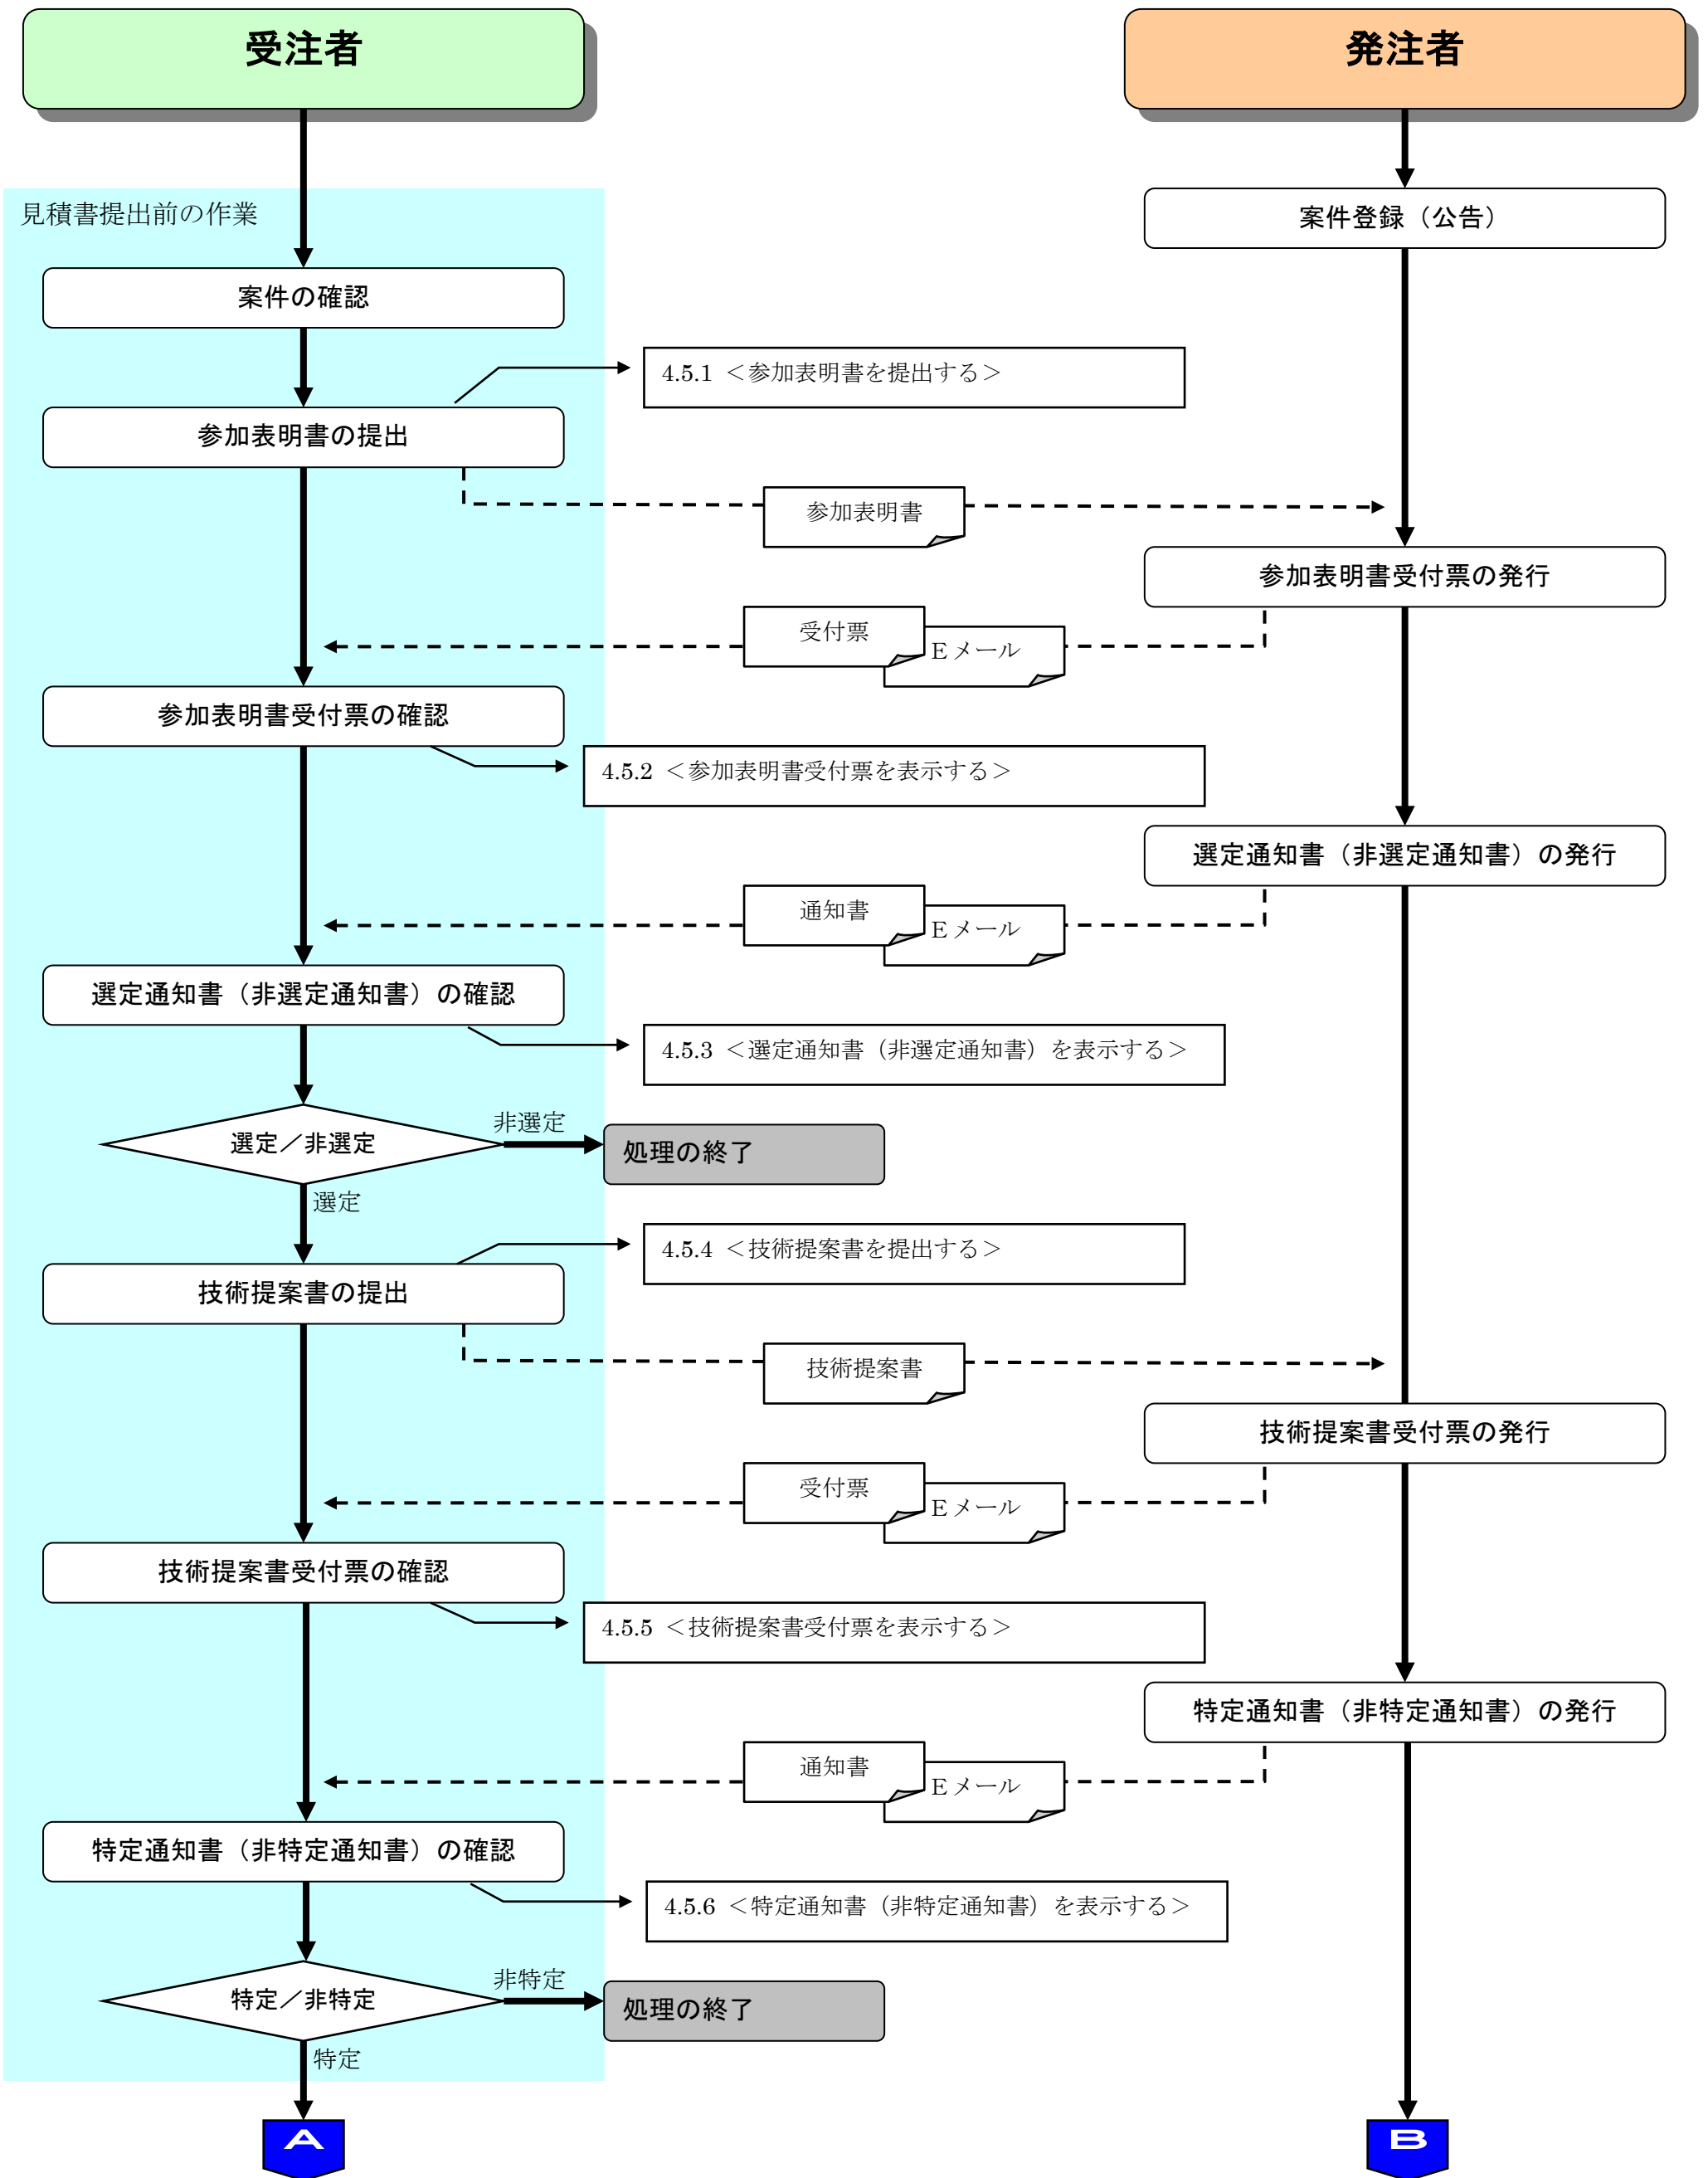 受注者
発注者
見積書提出前の作業
案件登録（公告）
案件の確認
4.5.1 ＜参加表明書を提出する＞
参加表明書の提出
参加表明書
参加表明書受付票の発行
受付票
Ｅメール
参加表明書受付票の確認
4.5.2 ＜参加表明書受付票を表示する＞
選定通知書（非選定通知書）の発行
通知書
Ｅメール
選定通知書（非選定通知書）の確認
4.5.3 ＜選定通知書（非選定通知書）を表示する＞
非選定
選定／非選定
処理の終了
選定
4.5.4 ＜技術提案書を提出する＞
技術提案書の提出
技術提案書
技術提案書受付票の発行
受付票
Ｅメール
技術提案書受付票の確認
4.5.5 ＜技術提案書受付票を表示する＞
特定通知書（非特定通知書）の発行
通知書
Ｅメール
特定通知書（非特定通知書）の確認
4.5.6 ＜特定通知書（非特定通知書）を表示する＞
非特定
特定／非特定
処理の終了
特定
A
B